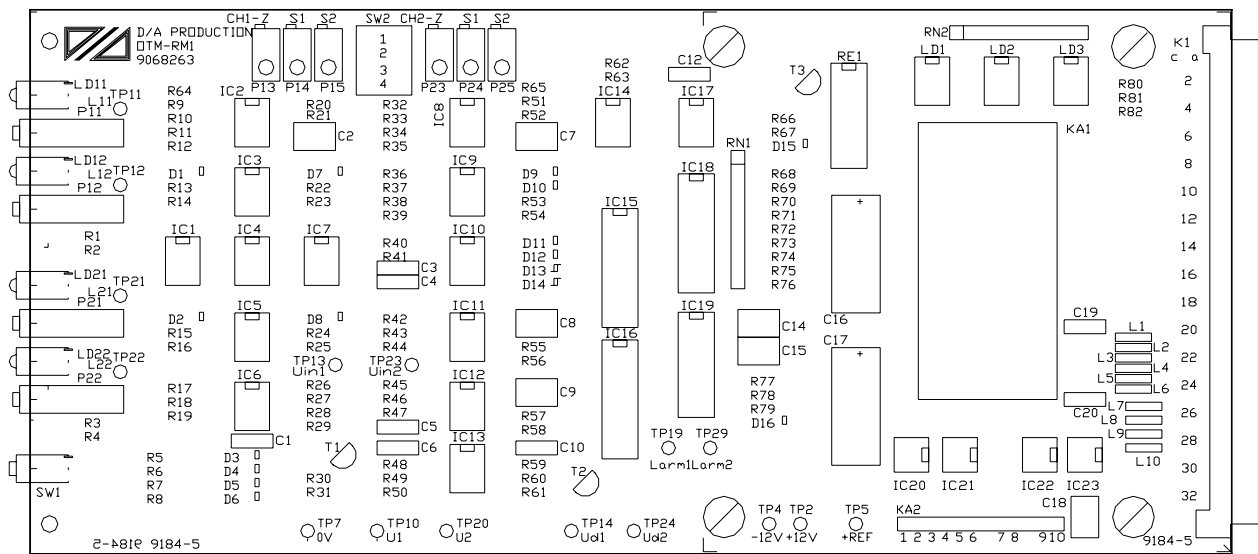 CH1-Z S1 S2 SW2 CH2-Z S1 S2
D/A PRODUCTION
OTM-RM1
9068263
1
2
3
4
P13 P14 P15
P23 P24 P25
C12
R62
R63
T3
RE1
RN2
LD1 LD2 LD3
K1
c a
R80
R81
R82
LD11
L11
TP11
P11
R64
R9
R10
R11
R12
IC2
R20
R21
C2
R32
R33
R34
R35
IC8
R65
R51
R52
C7
IC14
IC17
R66
R67
D15
RN1
KA1
LD12
L12
TP12
P12
D1
R13
R14
IC3
D7
R22
R23
R36
R37
R38
R39
IC9
D9
D10
R53
R54
IC15
IC18
R68
R69
R70
R71
R72
R73
R74
R75
R76
R1
R2
IC1
IC4
IC7
R40
R41
C3
C4
IC10
D11
D12
D13
D14
LD21
L21
TP21
P21
D2
R15
R16
IC5
D8
R24
R25
R42
R43
R44
IC11
C8
R55
R56
IC16
IC19
C14
C15
C16
C17
C19
LD22
L22
TP22
P22
TP13
Uin1
TP23
Uin2
R17
R18
R19
IC6
R26
R27
R28
R29
R45
R46
R47
IC12
C9
R57
R58
R77
R78
R79
D16
C20
L1
L2
L3
L4
L5
L6
L7
L8
L9
L10
R3
R4
C1
T1
C5
C6
IC13
C10
TP19
Larm1
TP29
Larm2
SW1
R5
R6
R7
R8
D3
D4
D5
D6
R30
R31
R48
R49
R50
R59
R60
R61
T2
IC20 IC21 IC22 IC23
C18
2
4
6
8
10
12
14
16
18
20
22
24
26
28
30
32
5-4816 9184-5
TP7
0V
TP10
U1
TP20
U2
TP14
Ud1
TP24
Ud2
TP4
-12V
TP2
+12V
TP5
+REF
KA2
1 2 3 4 5 6 7 8 9 10
9184-5
+
+